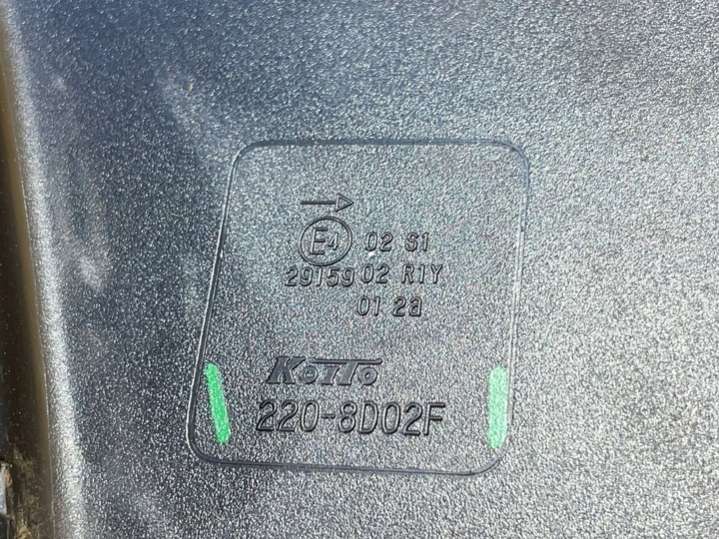 E4 02 S1
29159 02 R1Y
01 2a
KOITO
220-8D02F